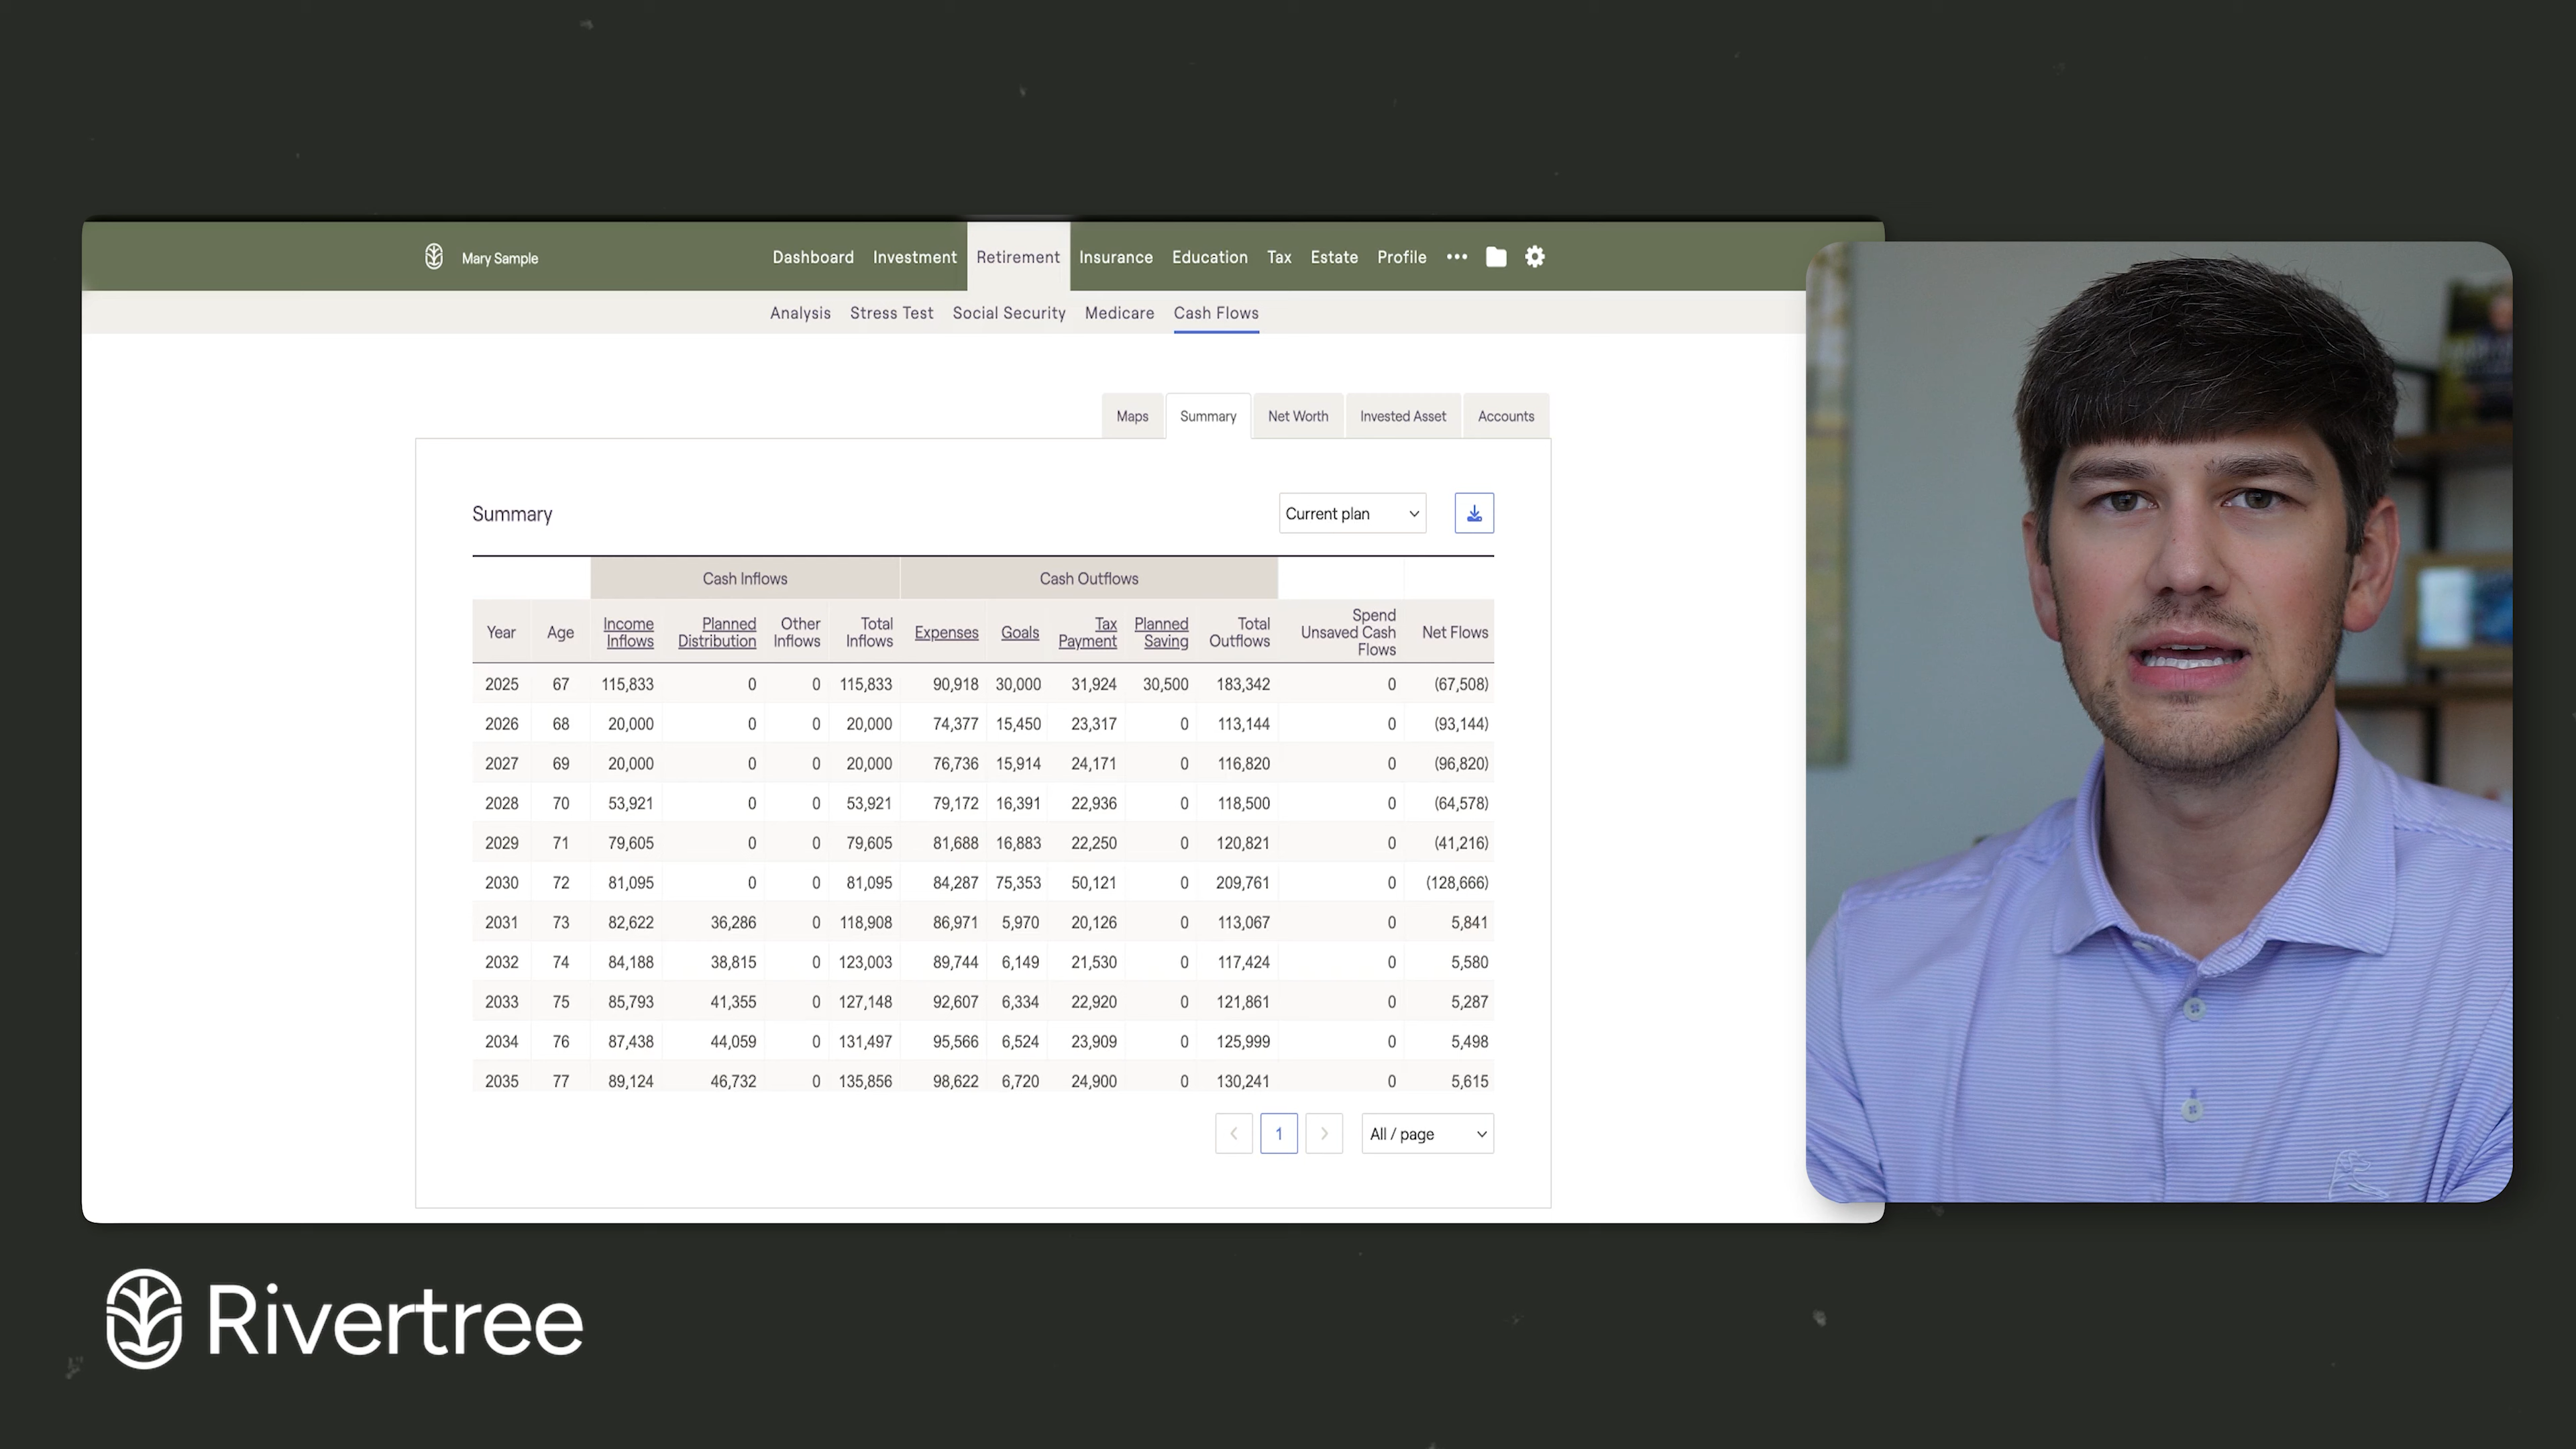 Mary Sample
Dashboard Investment Retirement Insurance Education Tax Estate Profile •••
Analysis Stress Test Social Security Medicare Cash Flows
Maps Summary Net Worth Invested Asset Accounts
Summary Current plan
Cash Inflows Cash Outflows
Year Age Income Inflows Planned Distribution Other Inflows Total Inflows Expenses Goals Tax Payment Planned Saving Total Outflows Spend Unsaved Cash Flows Net Flows
2025 67 115,833 0 0 115,833 90,918 30,000 31,924 30,500 183,342 0 (67,508)
2026 68 20,000 0 0 20,000 74,377 15,450 23,317 0 113,144 0 (93,144)
2027 69 20,000 0 0 20,000 76,736 15,914 24,171 0 116,820 0 (96,820)
2028 70 53,921 0 0 53,921 79,172 16,391 22,936 0 118,500 0 (64,578)
2029 71 79,605 0 0 79,605 81,688 16,883 22,250 0 120,821 0 (41,216)
2030 72 81,095 0 0 81,095 84,287 75,353 50,121 0 209,761 0 (128,666)
2031 73 82,622 36,286 0 118,908 86,971 5,970 20,126 0 113,067 0 5,841
2032 74 84,188 38,815 0 123,003 89,744 6,149 21,530 0 117,424 0 5,580
2033 75 85,793 41,355 0 127,148 92,607 6,334 22,920 0 121,861 0 5,287
2034 76 87,438 44,059 0 131,497 95,566 6,524 23,909 0 125,999 0 5,498
2035 77 89,124 46,732 0 135,856 98,622 6,720 24,900 0 130,241 0 5,615
1 All / page
Rivertree